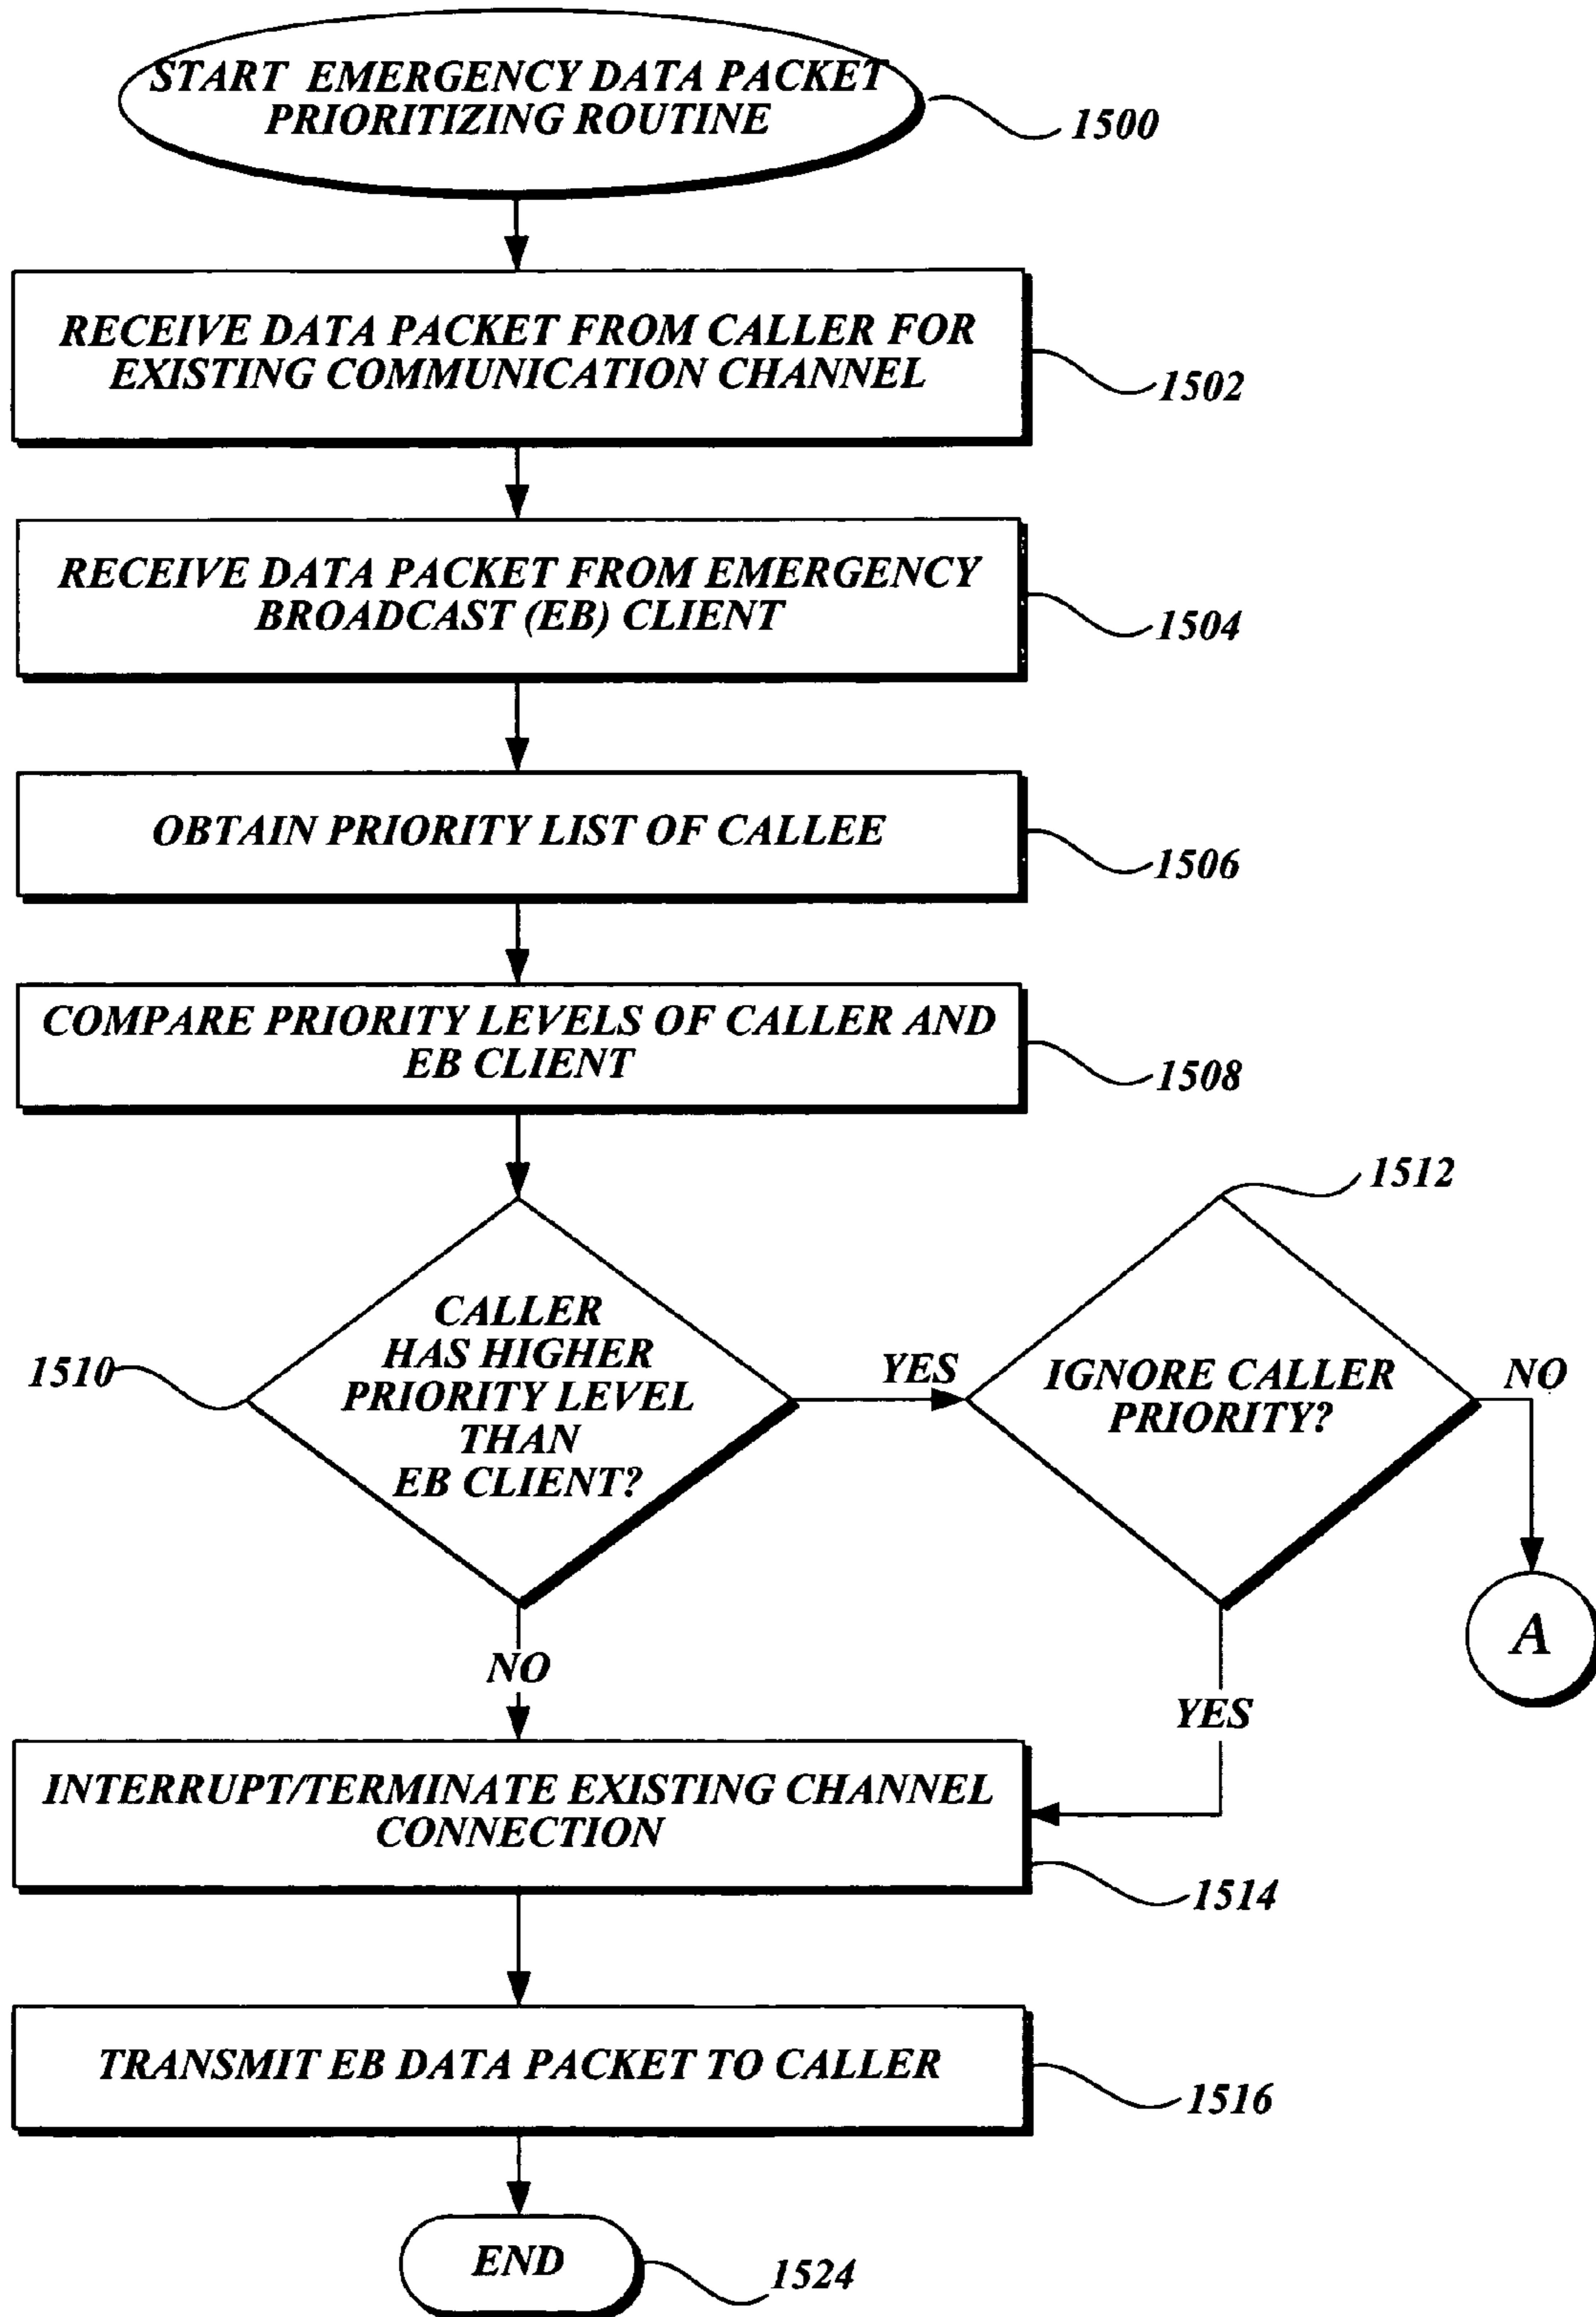 START EMERGENCY DATA PACKET
PRIORITIZING ROUTINE
1500
RECEIVE DATA PACKET FROM CALLER FOR
EXISTING COMMUNICATION CHANNEL
1502
RECEIVE DATA PACKET FROM EMERGENCY
BROADCAST (EB) CLIENT
1504
OBTAIN PRIORITY LIST OF CALLEE
1506
COMPARE PRIORITY LEVELS OF CALLER AND
EB CLIENT
1508
CALLER
HAS HIGHER
PRIORITY LEVEL
THAN
EB CLIENT?
1510
YES
1512
IGNORE CALLER
PRIORITY?
NO
A
NO
YES
INTERRUPT/TERMINATE EXISTING CHANNEL
CONNECTION
1514
TRANSMIT EB DATA PACKET TO CALLER
1516
END
1524